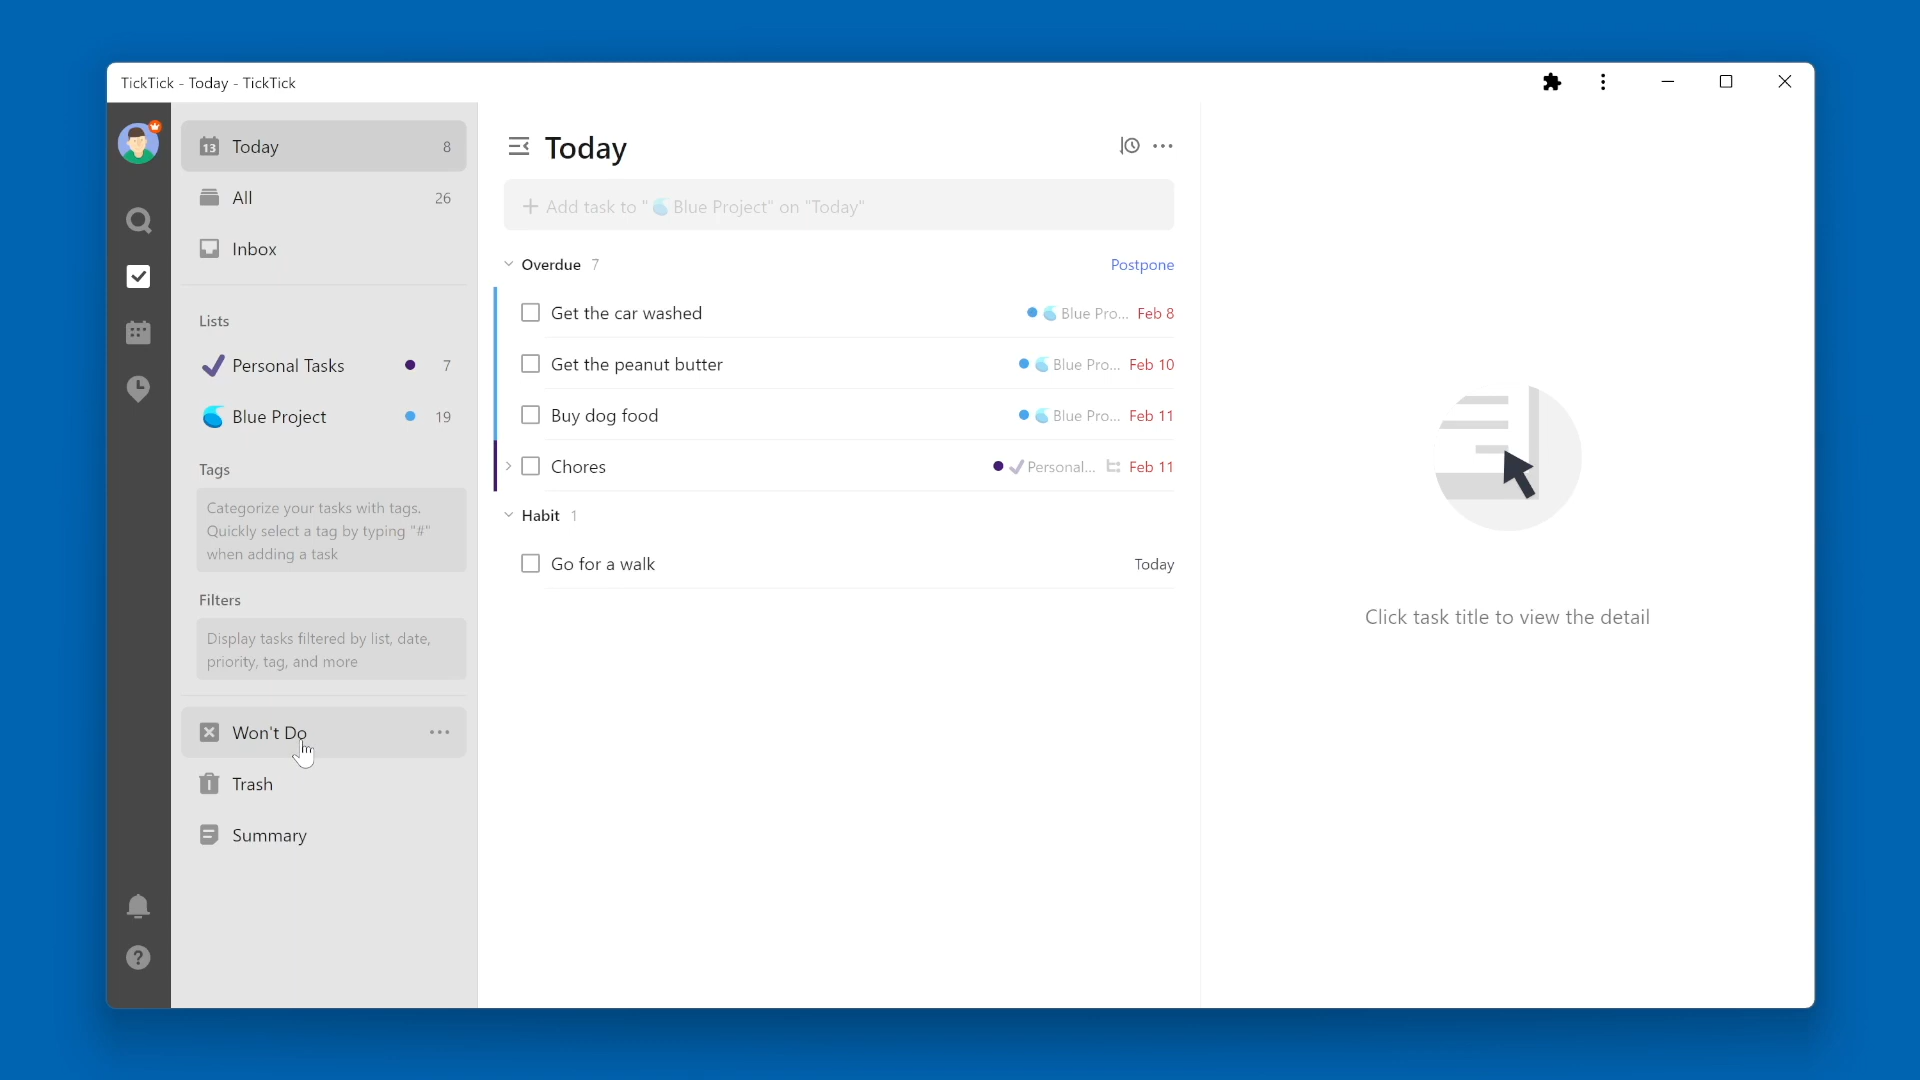 TickTick - Today - TickTick
13 Today 8
All 26
Inbox
Lists
Personal Tasks 7
Blue Project 19
Tags
Categorize your tasks with tags.
Quickly select a tag by typing "#"
when adding a task
Filters
Display tasks filtered by list, date,
priority, tag, and more
Won't Do
Trash
Summary
Today
+ Add task to "Blue Project" on "Today"
Overdue 7 Postpone
Get the car washed Blue Pro... Feb 8
Get the peanut butter Blue Pro... Feb 10
Buy dog food Blue Pro... Feb 11
Chores Personal... Feb 11
Habit 1
Go for a walk Today
Click task title to view the detail